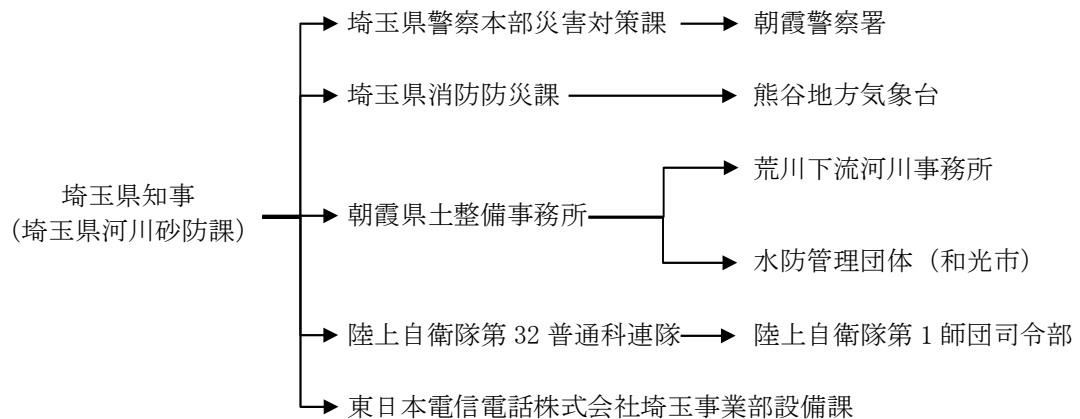 埼玉県警察本部災害対策課
朝霞警察署
埼玉県消防防災課
熊谷地方気象台
荒川下流河川事務所
埼玉県知事
(埼玉県河川砂防課)
朝霞県土整備事務所
水防管理団体(和光市)
陸上自衛隊第 32 普通科連隊
陸上自衛隊第 1 師団司令部
東日本電信電話株式会社埼玉事業部設備課